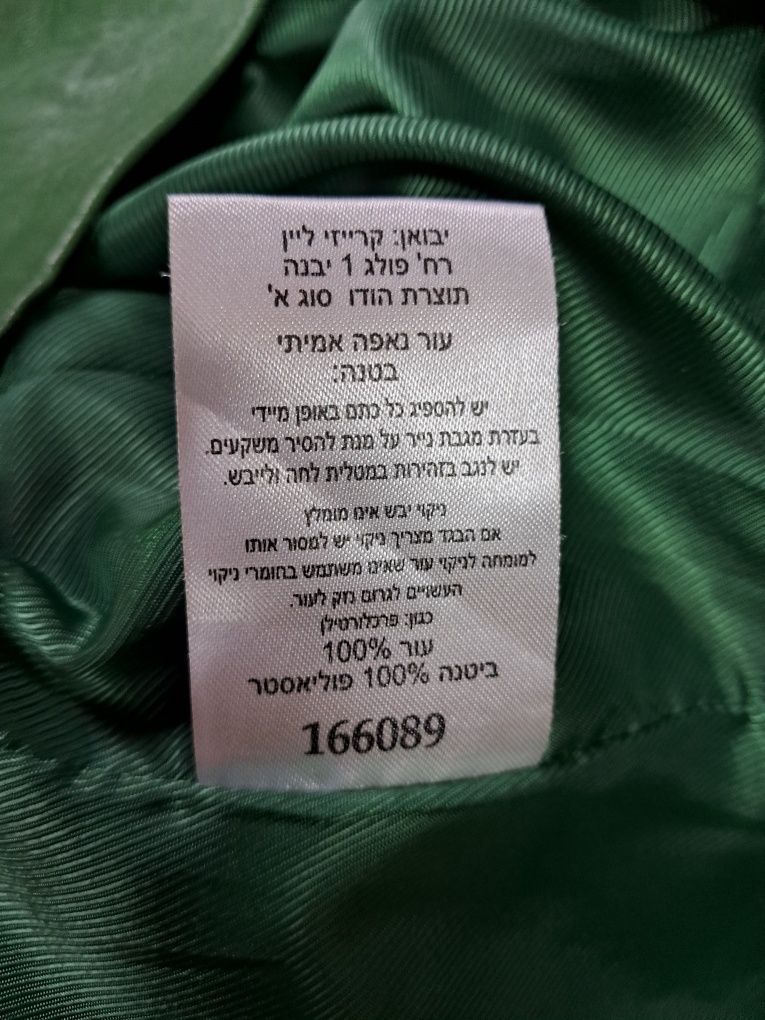 יבואן: קרייזי ליין
רח' פולג 1 יבנה
תוצרת הודו סוג א'
עור נאפה אמיתי
בטנה:
יש להספיג כל כתם באופן מיידי
בעזרת מגבת נייר על מנת להסיר משקעים.
יש לנגב בזהירות במטלית לחה ולייבש.
ניקוי יבש אינו מומלץ
אם הבגד מצריך ניקוי יש למסור אותו
למומחה לניקוי עור שאינו משתמש בחומרי ניקוי
העשויים לגרום נזק לעור.
כגון: פרכלורטילן
עור 100%
ביטנה 100% פוליאסטר
166089